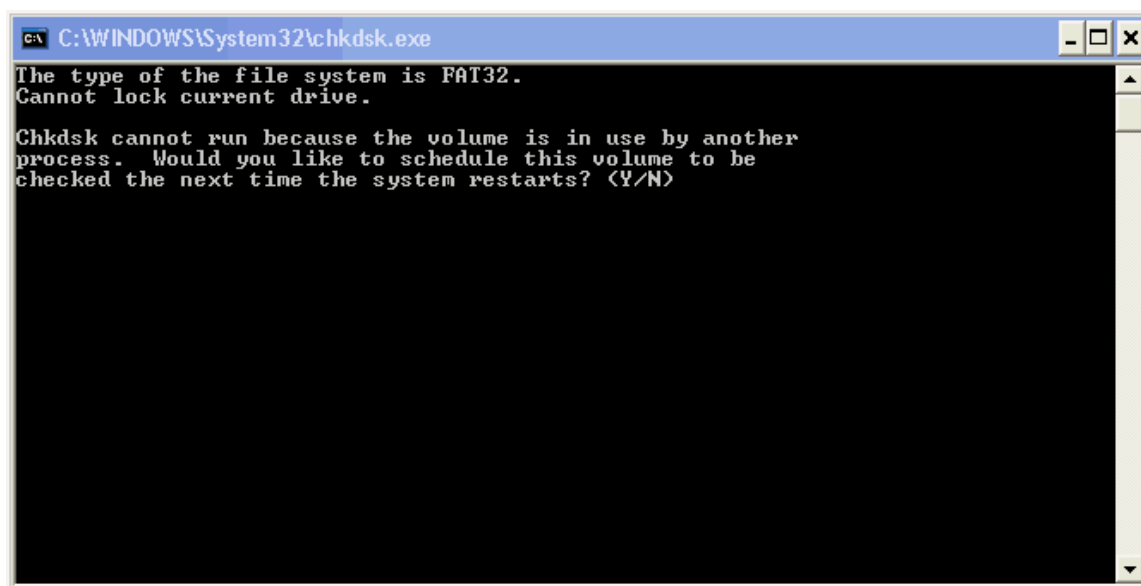 C:\WINDOWS\System32\chkdsk.exe
The type of the file system is FAT32.
Cannot lock current drive.
Chkdsk cannot run because the volume is in use by another
process.  Would you like to schedule this volume to be
checked the next time the system restarts? (Y/N)